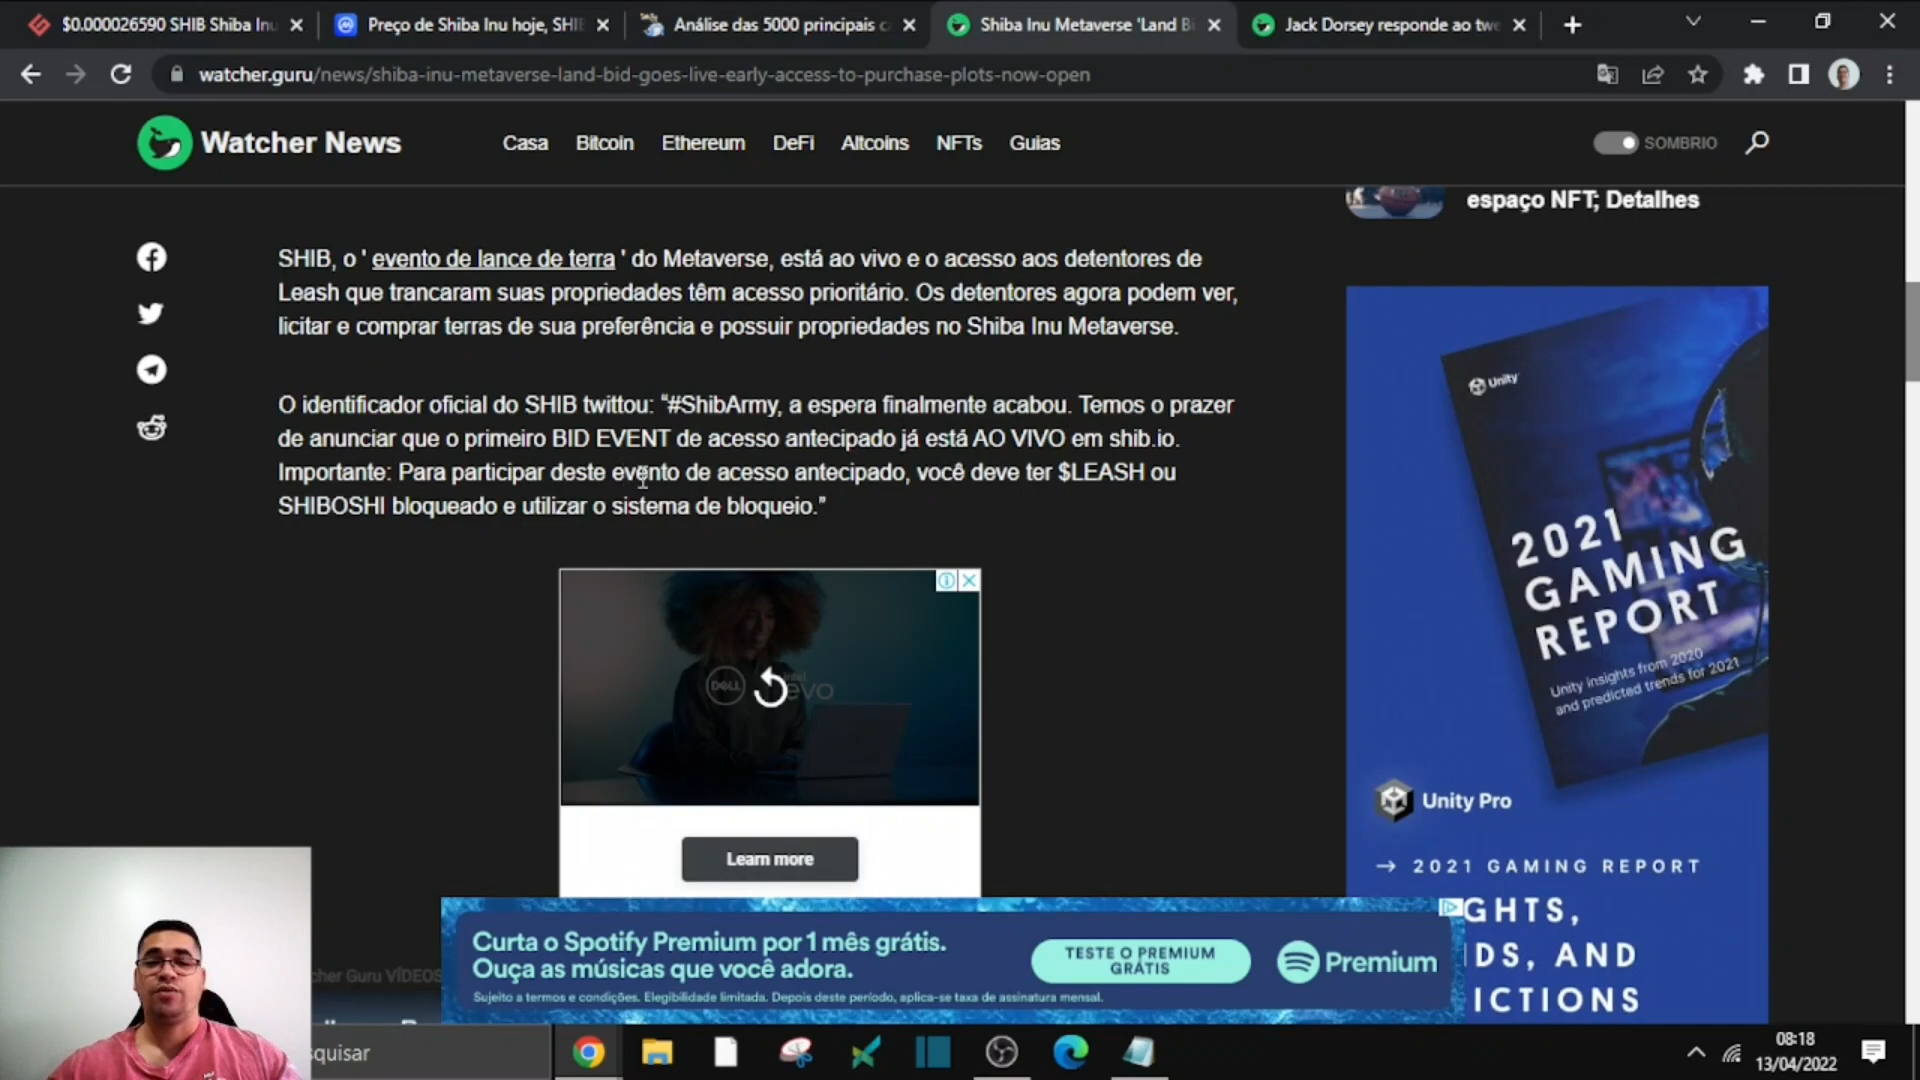 $0.000026590 SHIB Shiba Inu
Preço de Shiba Inu hoje, SHIB
Análise das 5000 principais c
Shiba Inu Metaverse 'Land Bi
Jack Dorsey responde ao twe
watcher.guru/news/shiba-inu-metaverse-land-bid-goes-live-early-access-to-purchase-plots-now-open
Watcher News
Casa Bitcoin Ethereum DeFi Altcoins NFTs Guias
SOMBRIO
espaço NFT; Detalhes
SHIB, o ' evento de lance de terra ' do Metaverse, está ao vivo e o acesso aos detentores de
Leash que trancaram suas propriedades têm acesso prioritário. Os detentores agora podem ver,
licitar e comprar terras de sua preferência e possuir propriedades no Shiba Inu Metaverse.
O identificador oficial do SHIB twittou: “#ShibArmy, a espera finalmente acabou. Temos o prazer
de anunciar que o primeiro BID EVENT de acesso antecipado já está AO VIVO em shib.io.
Importante: Para participar deste evento de acesso antecipado, você deve ter $LEASH ou
SHIBOSHI bloqueado e utilizar o sistema de bloqueio.”
DELL
evo
Learn more
Unity
2021
GAMING
REPORT
Unity insights from 2020
and predicted trends for 2021
Unity Pro
→ 2021 GAMING REPORT
GHTS,
DS, AND
ICTIONS
cher Guru VÍDEOS
Curta o Spotify Premium por 1 mês grátis.
Ouça as músicas que você adora.
Sujeito a termos e condições. Elegibilidade limitada. Depois deste período, aplica-se taxa de assinatura mensal.
TESTE O PREMIUM
GRÁTIS
Premium
squisar
08:18
13/04/2022